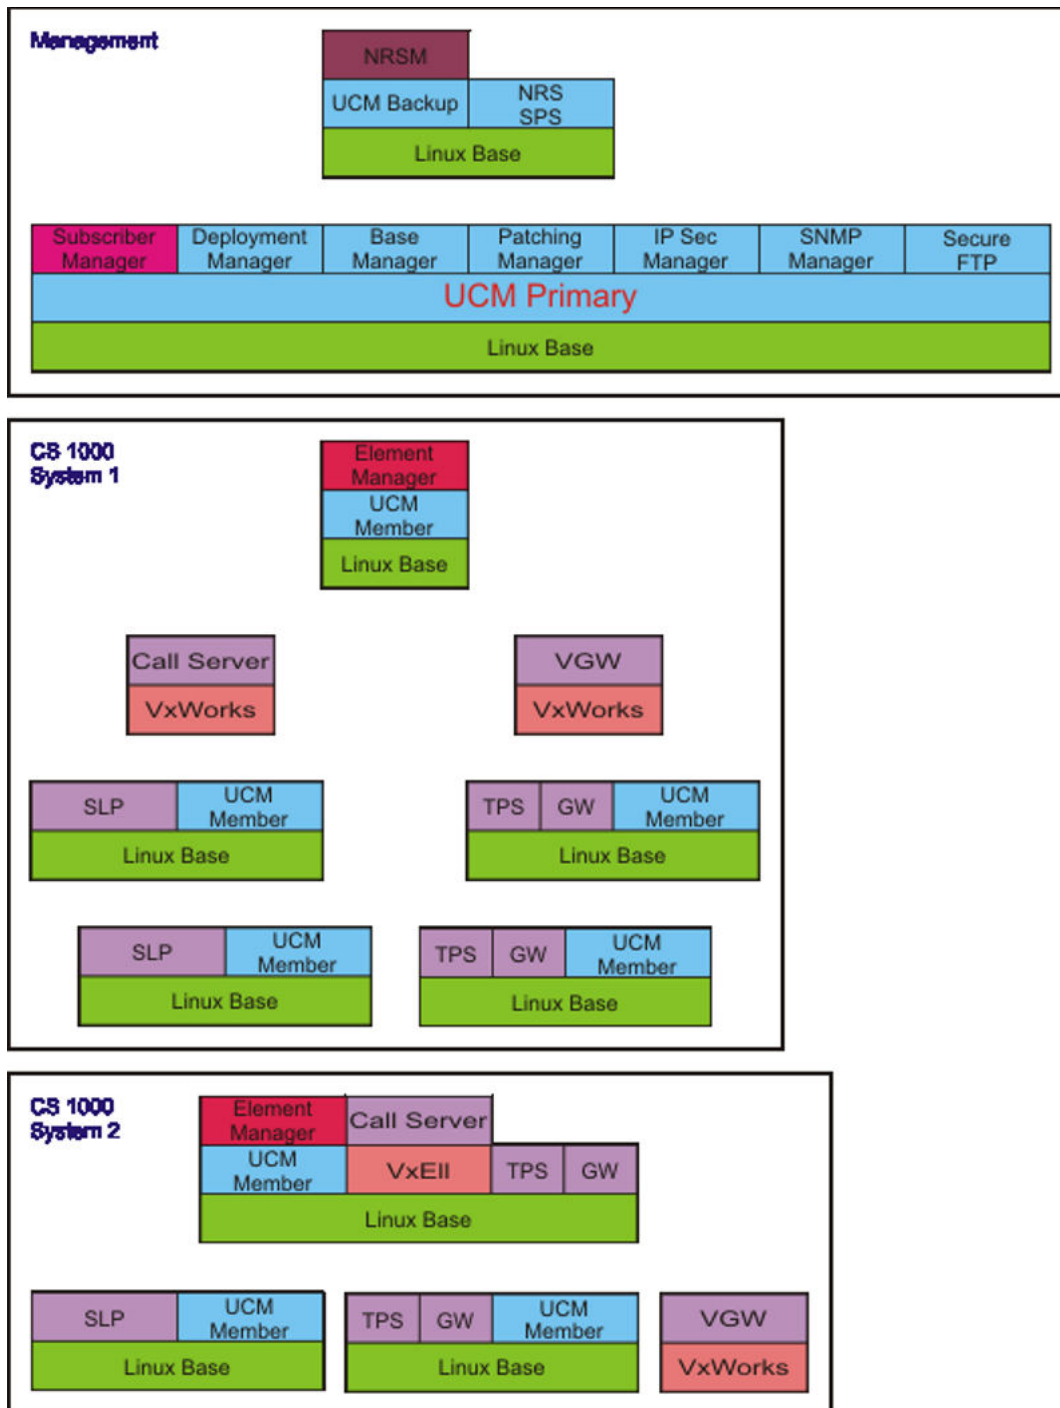 Management
NRSM
UCM Backup
NRS
SPS
Linux Base
Subscriber
Manager
Deployment
Manager
Base
Manager
Patching
Manager
IP Sec
Manager
SNMP
Manager
Secure
FTP
UCM Primary
Linux Base
CS 1000
System 1
Element
Manager
UCM
Member
Linux Base
Call Server
VxWorks
VGW
VxWorks
SLP
UCM
Member
Linux Base
TPS
GW
UCM
Member
Linux Base
SLP
UCM
Member
Linux Base
TPS
GW
UCM
Member
Linux Base
CS 1000
System 2
Element
Manager
Call Server
UCM
Member
VxEll
TPS
GW
Linux Base
SLP
UCM
Member
Linux Base
TPS
GW
UCM
Member
Linux Base
VGW
VxWorks